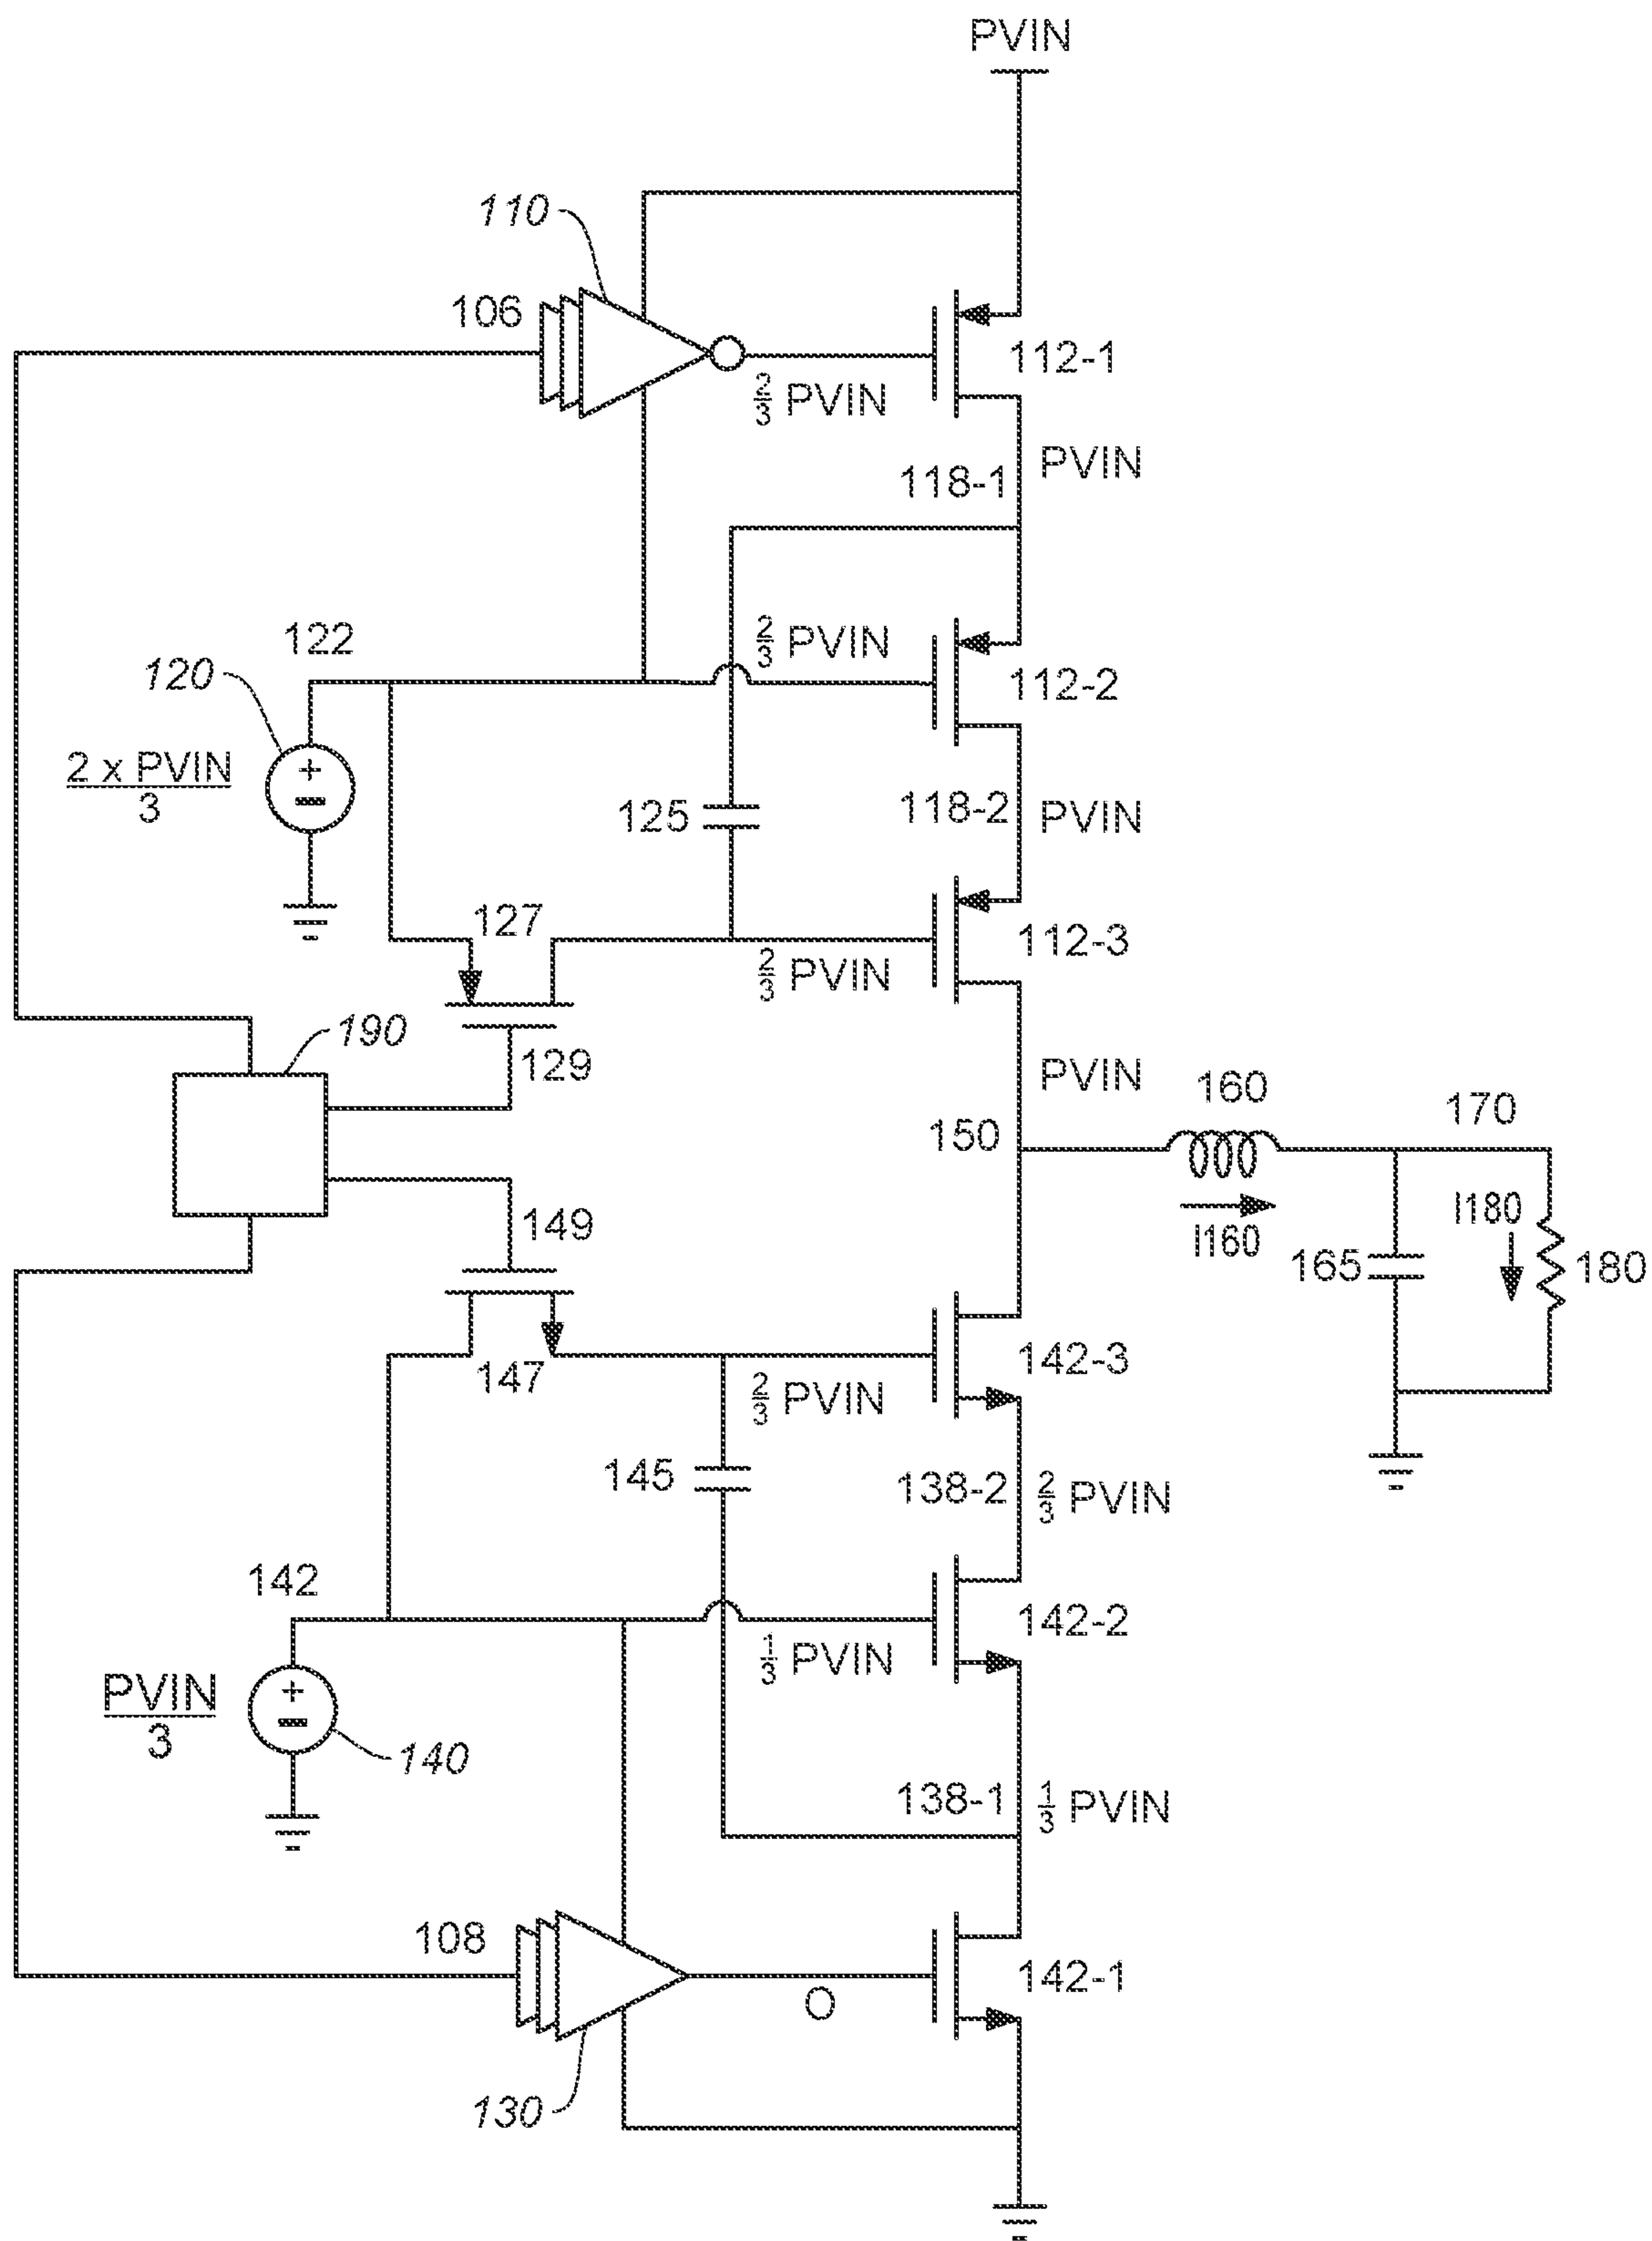 PVIN
110
106
2/3 PVIN
112-1
118-1
PVIN
122
2/3 PVIN
120
112-2
2 x PVIN
3
125
118-2
PVIN
127
2/3 PVIN
112-3
190
129
PVIN
160
170
150
149
I160
I180
165
180
147
2/3 PVIN
142-3
145
138-2
2/3 PVIN
142
1/3 PVIN
142-2
PVIN
3
140
138-1
1/3 PVIN
108
O
142-1
130